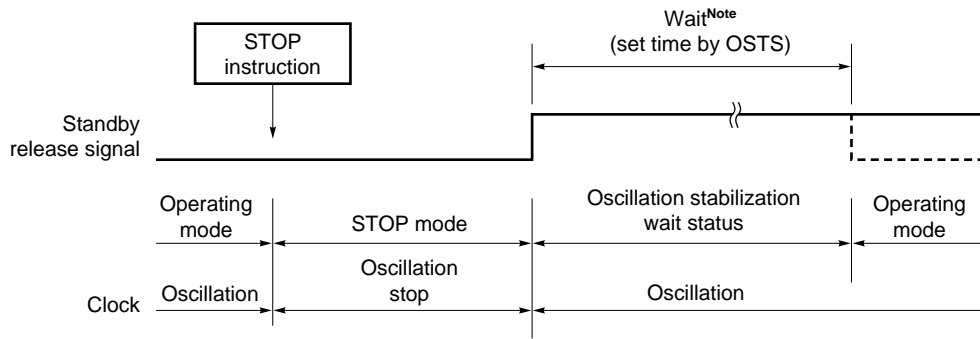 Wait^Note
(set time by OSTS)
STOP
instruction
Standby
release signal
Operating
mode
STOP mode
Oscillation stabilization
wait status
Operating
mode
Clock
Oscillation
Oscillation
stop
Oscillation